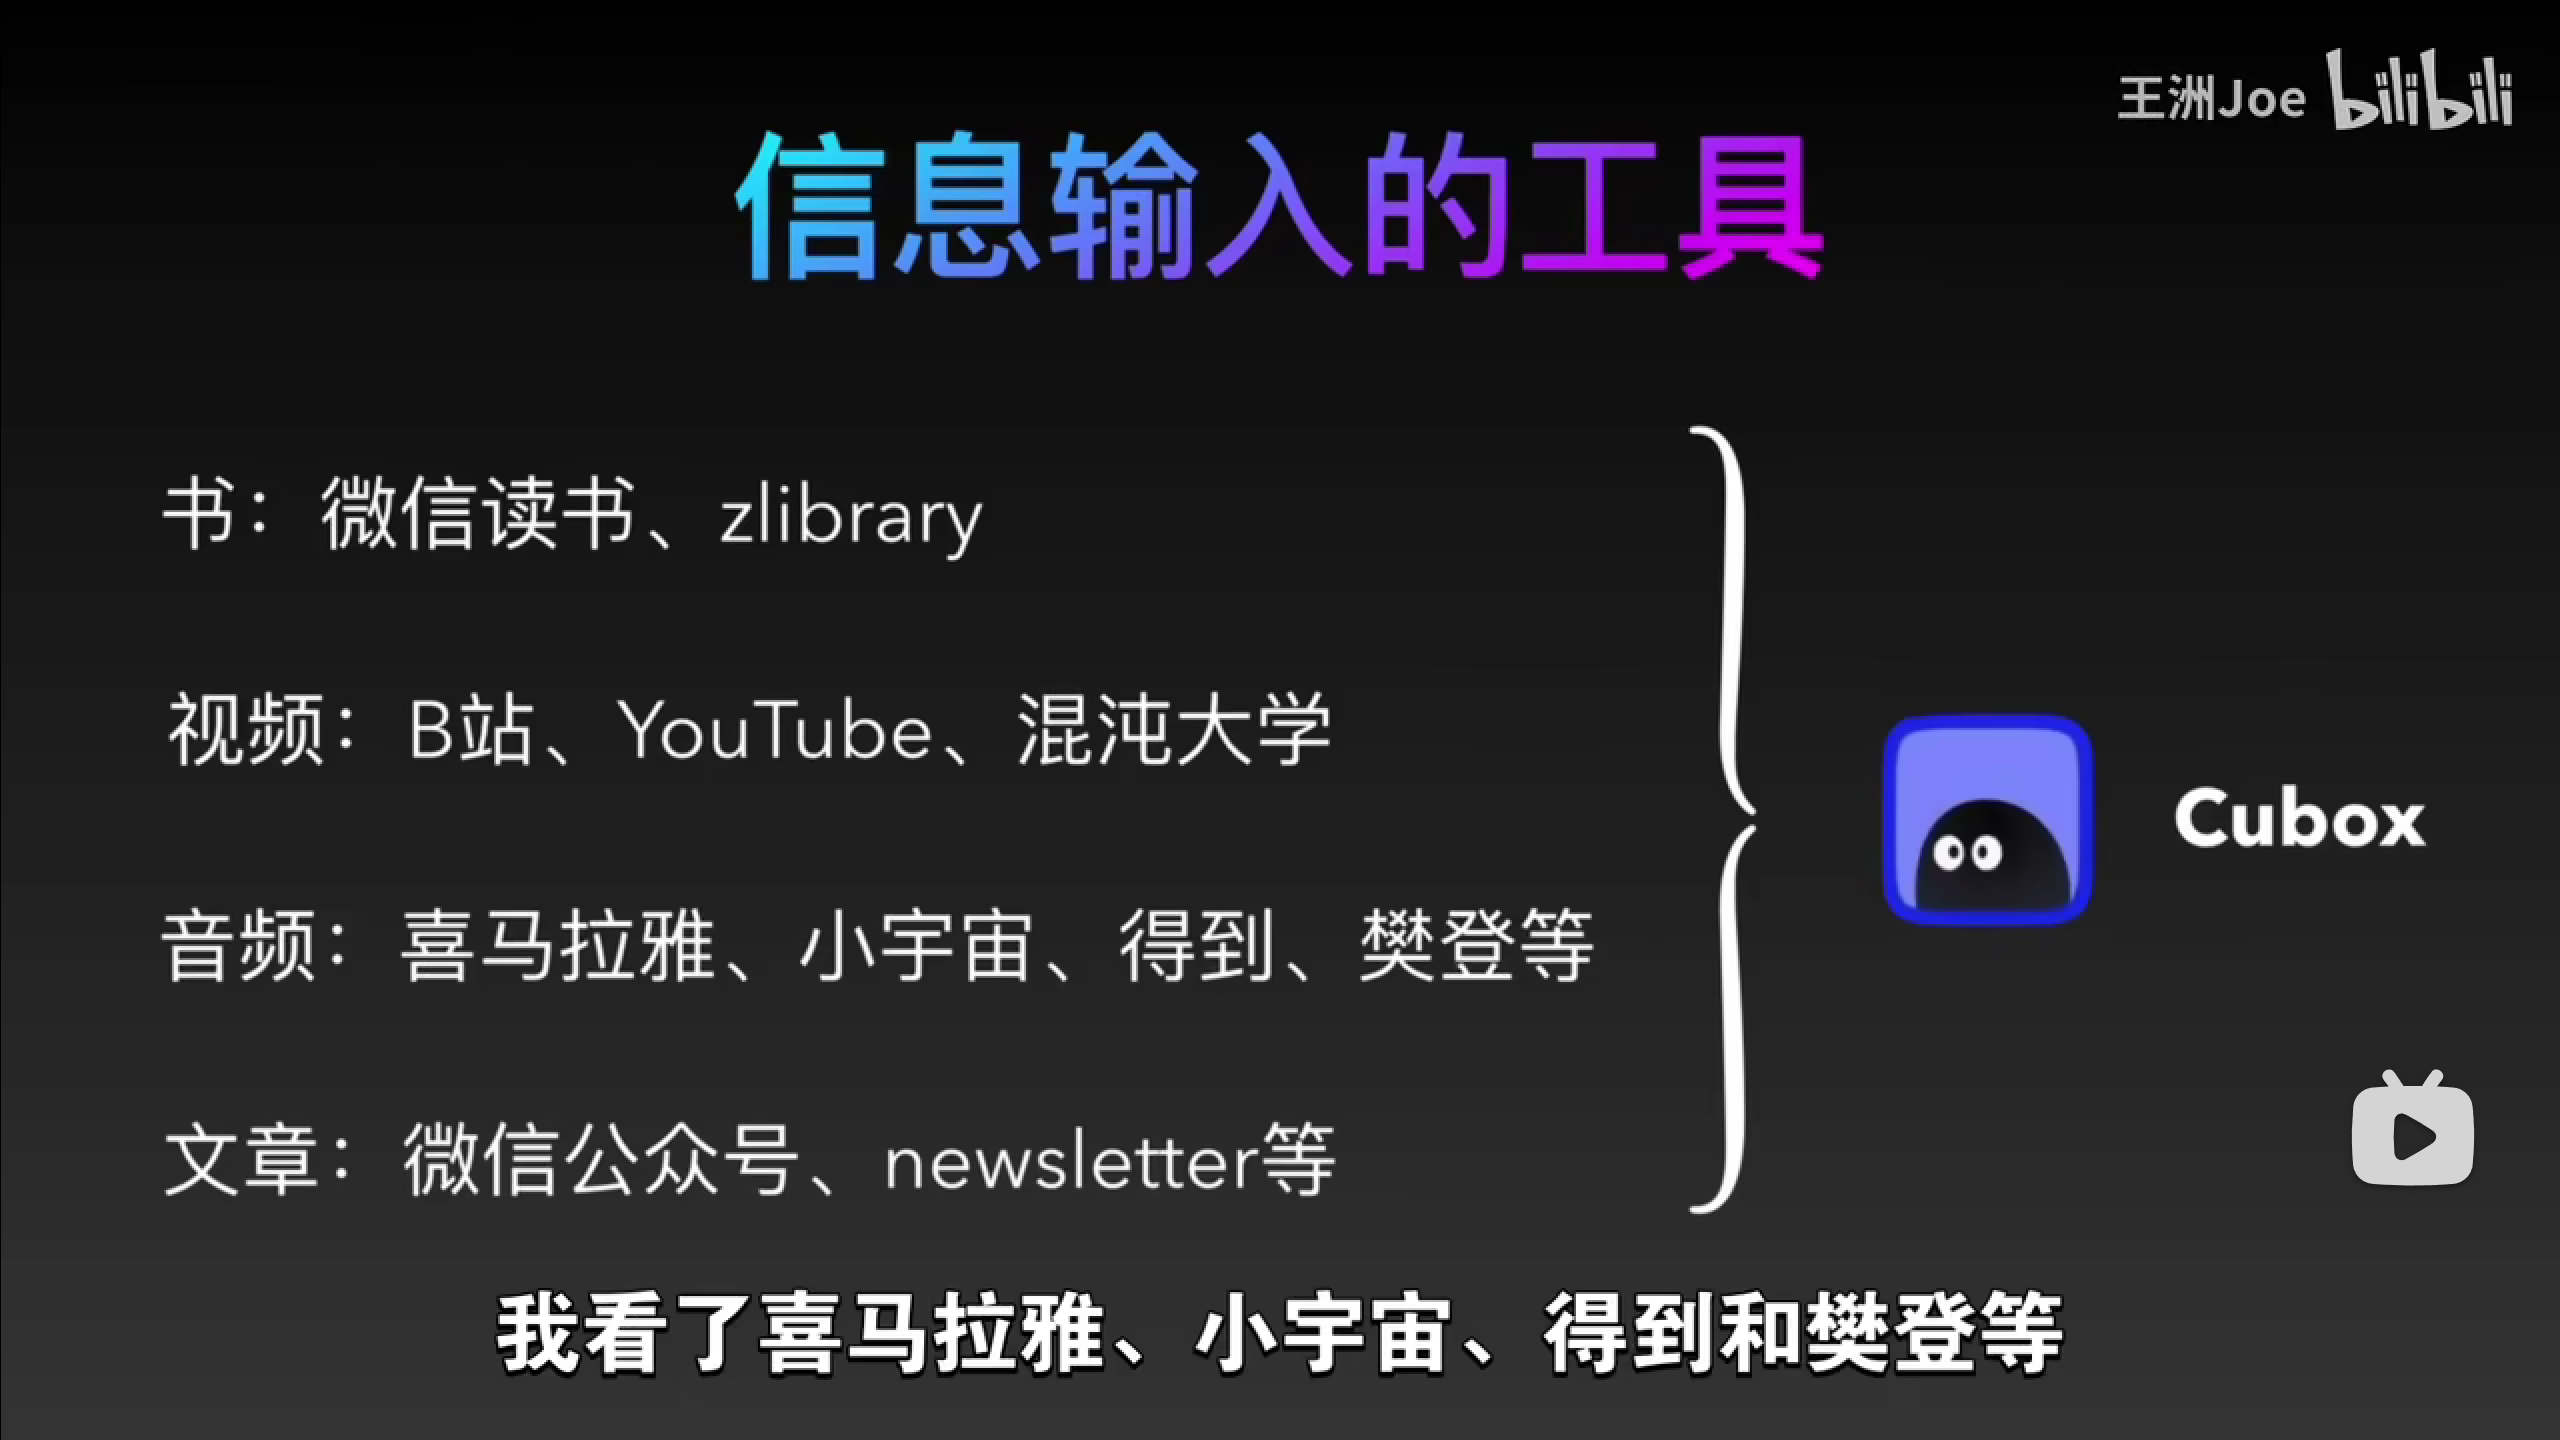 王洲Joe bilibili
信息输入的工具
书：微信读书、zlibrary
视频：B站、YouTube、混沌大学
音频：喜马拉雅、小宇宙、得到、樊登等
文章：微信公众号、newsletter等
Cubox
我看了喜马拉雅、小宇宙、得到和樊登等